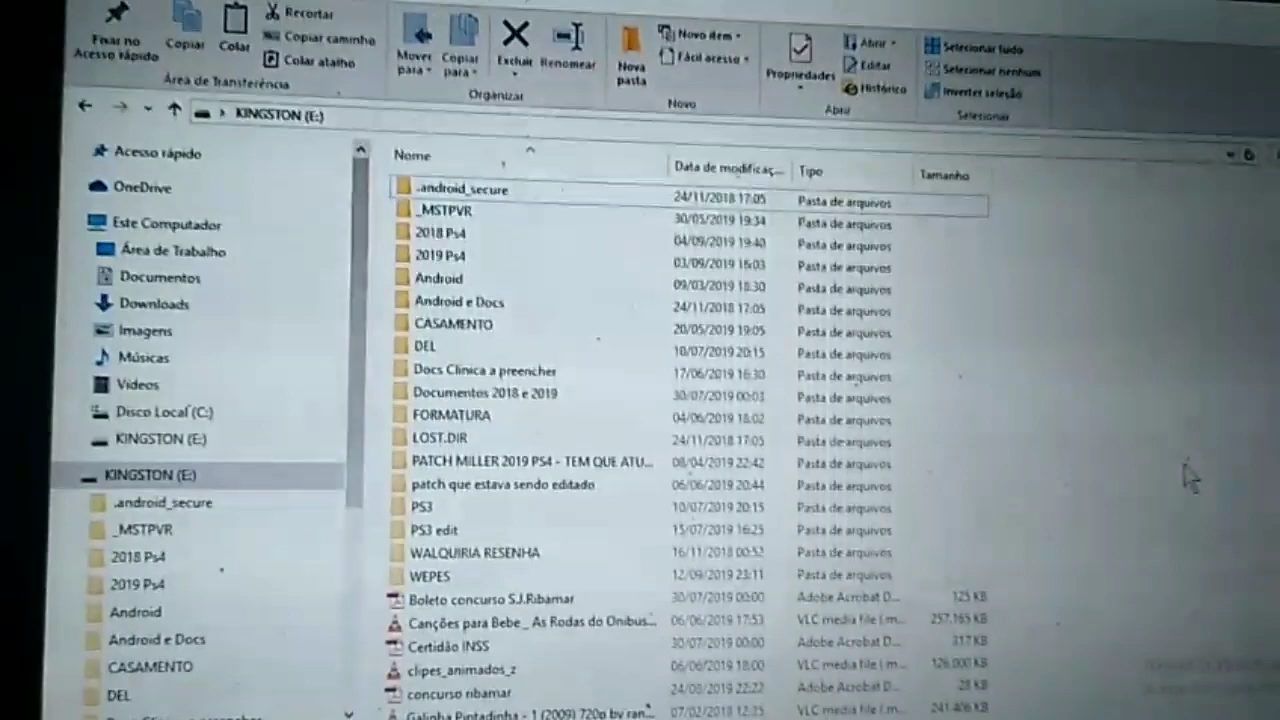 Fixar no Acesso rápido
Copiar
Colar
Recortar
Copiar caminho
Colar atalho
Área de Transferência
Mover para
Copiar para
Excluir
Renomear
Organizar
Nova pasta
Novo item
Fácil acesso
Novo
Propriedades
Abrir
Editar
Histórico
Abrir
Selecionar tudo
Selecionar nenhum
Inverter seleção
Selecionar
KINGSTON (E:)
Acesso rápido
OneDrive
Este Computador
Área de Trabalho
Documentos
Downloads
Imagens
Músicas
Vídeos
Disco Local (C:)
KINGSTON (E:)
KINGSTON (E:)
.android_secure
_MSTPVR
2018 Ps4
2019 Ps4
Android
Android e Docs
CASAMENTO
DEL
Nome Data de modificaç... Tipo Tamanho
.android_secure 24/11/2018 17:05 Pasta de arquivos
_MSTPVR 30/05/2019 19:34 Pasta de arquivos
2018 Ps4 04/09/2019 19:40 Pasta de arquivos
2019 Ps4 03/09/2019 16:03 Pasta de arquivos
Android 09/03/2019 18:30 Pasta de arquivos
Android e Docs 24/11/2018 17:05 Pasta de arquivos
CASAMENTO 20/05/2019 19:05 Pasta de arquivos
DEL 10/07/2019 20:15 Pasta de arquivos
Docs Clinica a preencher 17/06/2019 16:30 Pasta de arquivos
Documentos 2018 e 2019 30/07/2019 00:03 Pasta de arquivos
FORMATURA 04/06/2019 18:02 Pasta de arquivos
LOST.DIR 24/11/2018 17:05 Pasta de arquivos
PATCH MILLER 2019 PS4 - TEM QUE ATU... 08/04/2019 22:42 Pasta de arquivos
patch que estava sendo editado 06/06/2019 20:44 Pasta de arquivos
PS3 10/07/2019 20:15 Pasta de arquivos
PS3 edit 15/07/2019 16:25 Pasta de arquivos
WALQUIRIA RESENHA 16/11/2018 00:52 Pasta de arquivos
WEPES 12/09/2019 23:11 Pasta de arquivos
Boleto concurso S.J.Ribamar 30/07/2019 00:00 Adobe Acrobat D... 125 KB
Canções para Bebe_ As Rodas do Onibus... 06/06/2019 17:53 VLC media file (.m... 257.165 KB
Certidão INSS 30/07/2019 00:00 Adobe Acrobat D... 317 KB
clipes_animados_z 06/06/2019 18:00 VLC media file (.m... 126.000 KB
concurso ribamar 24/08/2019 22:22 Adobe Acrobat D... 28 KB
Galinha Pintadinha - 1 (2009) 720p by ran... 07/02/2018 12:35 VLC media file (.m... 241.406 KB